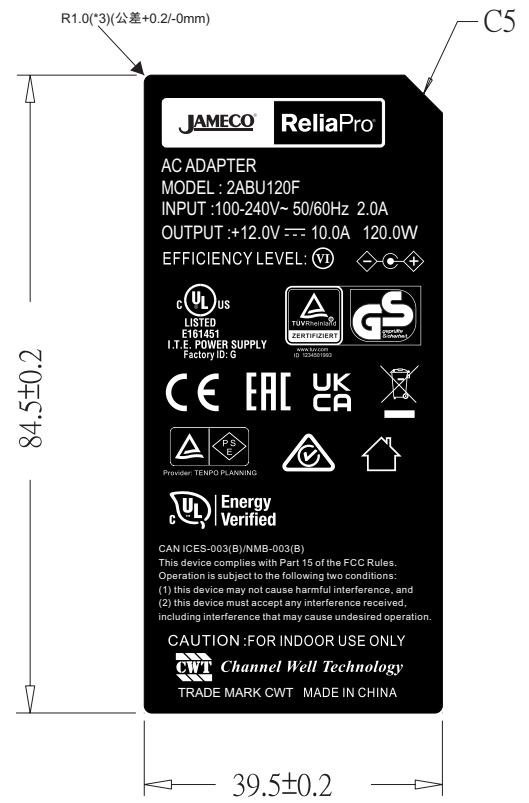 R1.0(*3)(公差+0.2/-0mm)
C5
JAMECO® ReliaPro®
AC ADAPTER
MODEL : 2ABU120F
INPUT :100-240V~ 50/60Hz 2.0A
OUTPUT :+12.0V ⎓ 10.0A 120.0W
EFFICIENCY LEVEL: VI
C UL US
LISTED
E161451
I.T.E. POWER SUPPLY
Factory ID: G
TÜVRheinland
ZERTIFIZIERT
www.tuv.com
ID 1234501993
GS
geprüfte
Sicherheit
CE EAC UK
CA
PS
E
Provider: TENPO PLANNING
c UL Energy
Verified
CAN ICES-003(B)/NMB-003(B)
This device complies with Part 15 of the FCC Rules.
Operation is subject to the following two conditions:
(1) this device may not cause harmful interference, and
(2) this device must accept any interference received,
including interference that may cause undesired operation.
CAUTION :FOR INDOOR USE ONLY
CWT Channel Well Technology
TRADE MARK CWT MADE IN CHINA
84.5±0.2
39.5±0.2